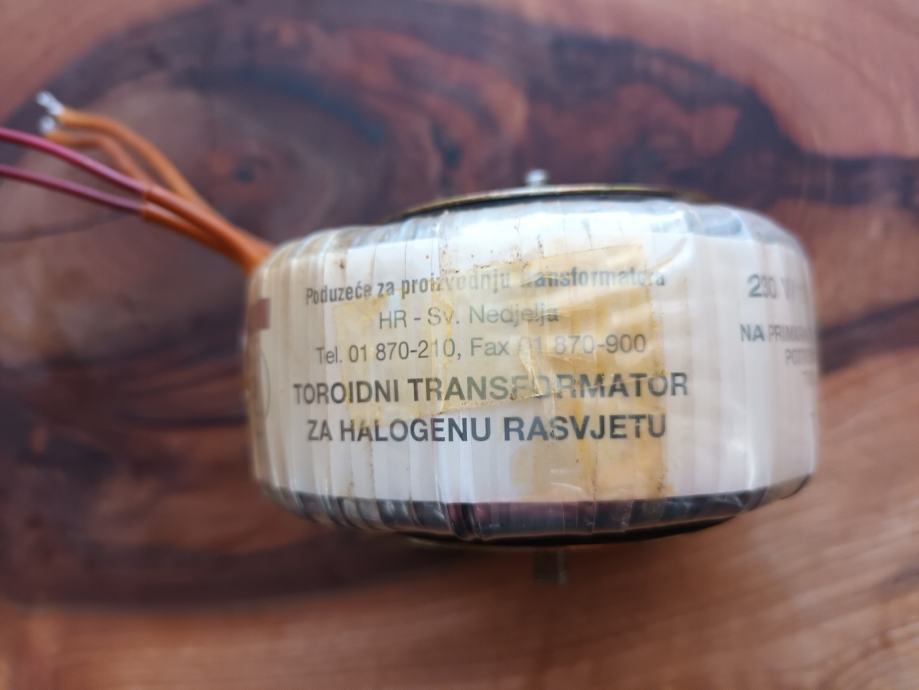 Poduzeće za proizvodnju transformatora
HR - Sv. Nedjelja
Tel. 01 870-210, Fax 01 870-900
TOROIDNI TRANSFORMATOR
ZA HALOGENU RASVJETU
230 V
NA